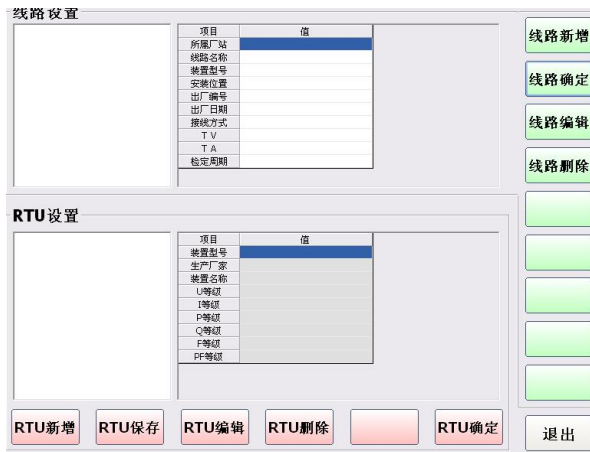 线路设置
项目 值
所属厂站
线路名称
装置型号
安装位置
出厂编号
出厂日期
接线方式
T V
T A
检定周期
线路新增
线路确定
线路编辑
线路删除
RTU设置
项目 值
装置型号
生产厂家
装置名称
U等级
I等级
P等级
Q等级
F等级
PF等级
RTU新增 RTU保存 RTU编辑 RTU删除 RTU确定
退出